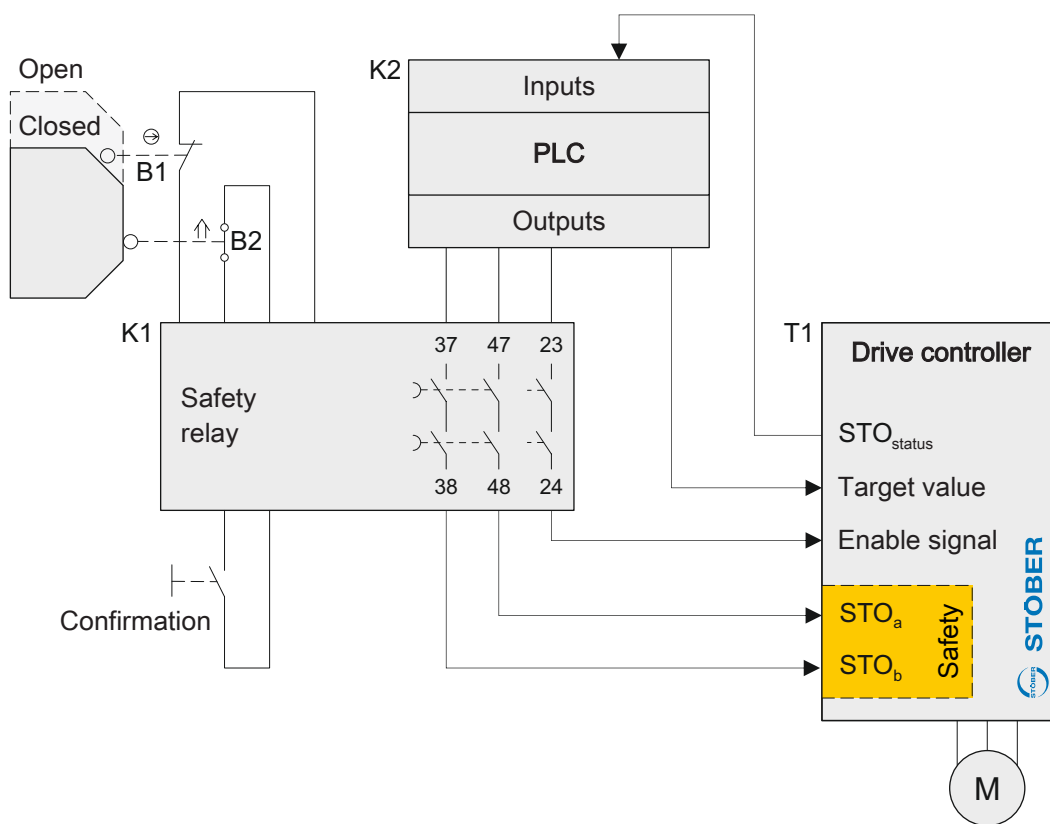 Open
Closed
B1
B2
K2
Inputs
PLC
Outputs
K1
37 47 23
Safety
relay
38 48 24
Confirmation
T1
Drive controller
STOstatus
Target value
Enable signal
STOa
STOb
Safety
STÖBER
STÖBER
M